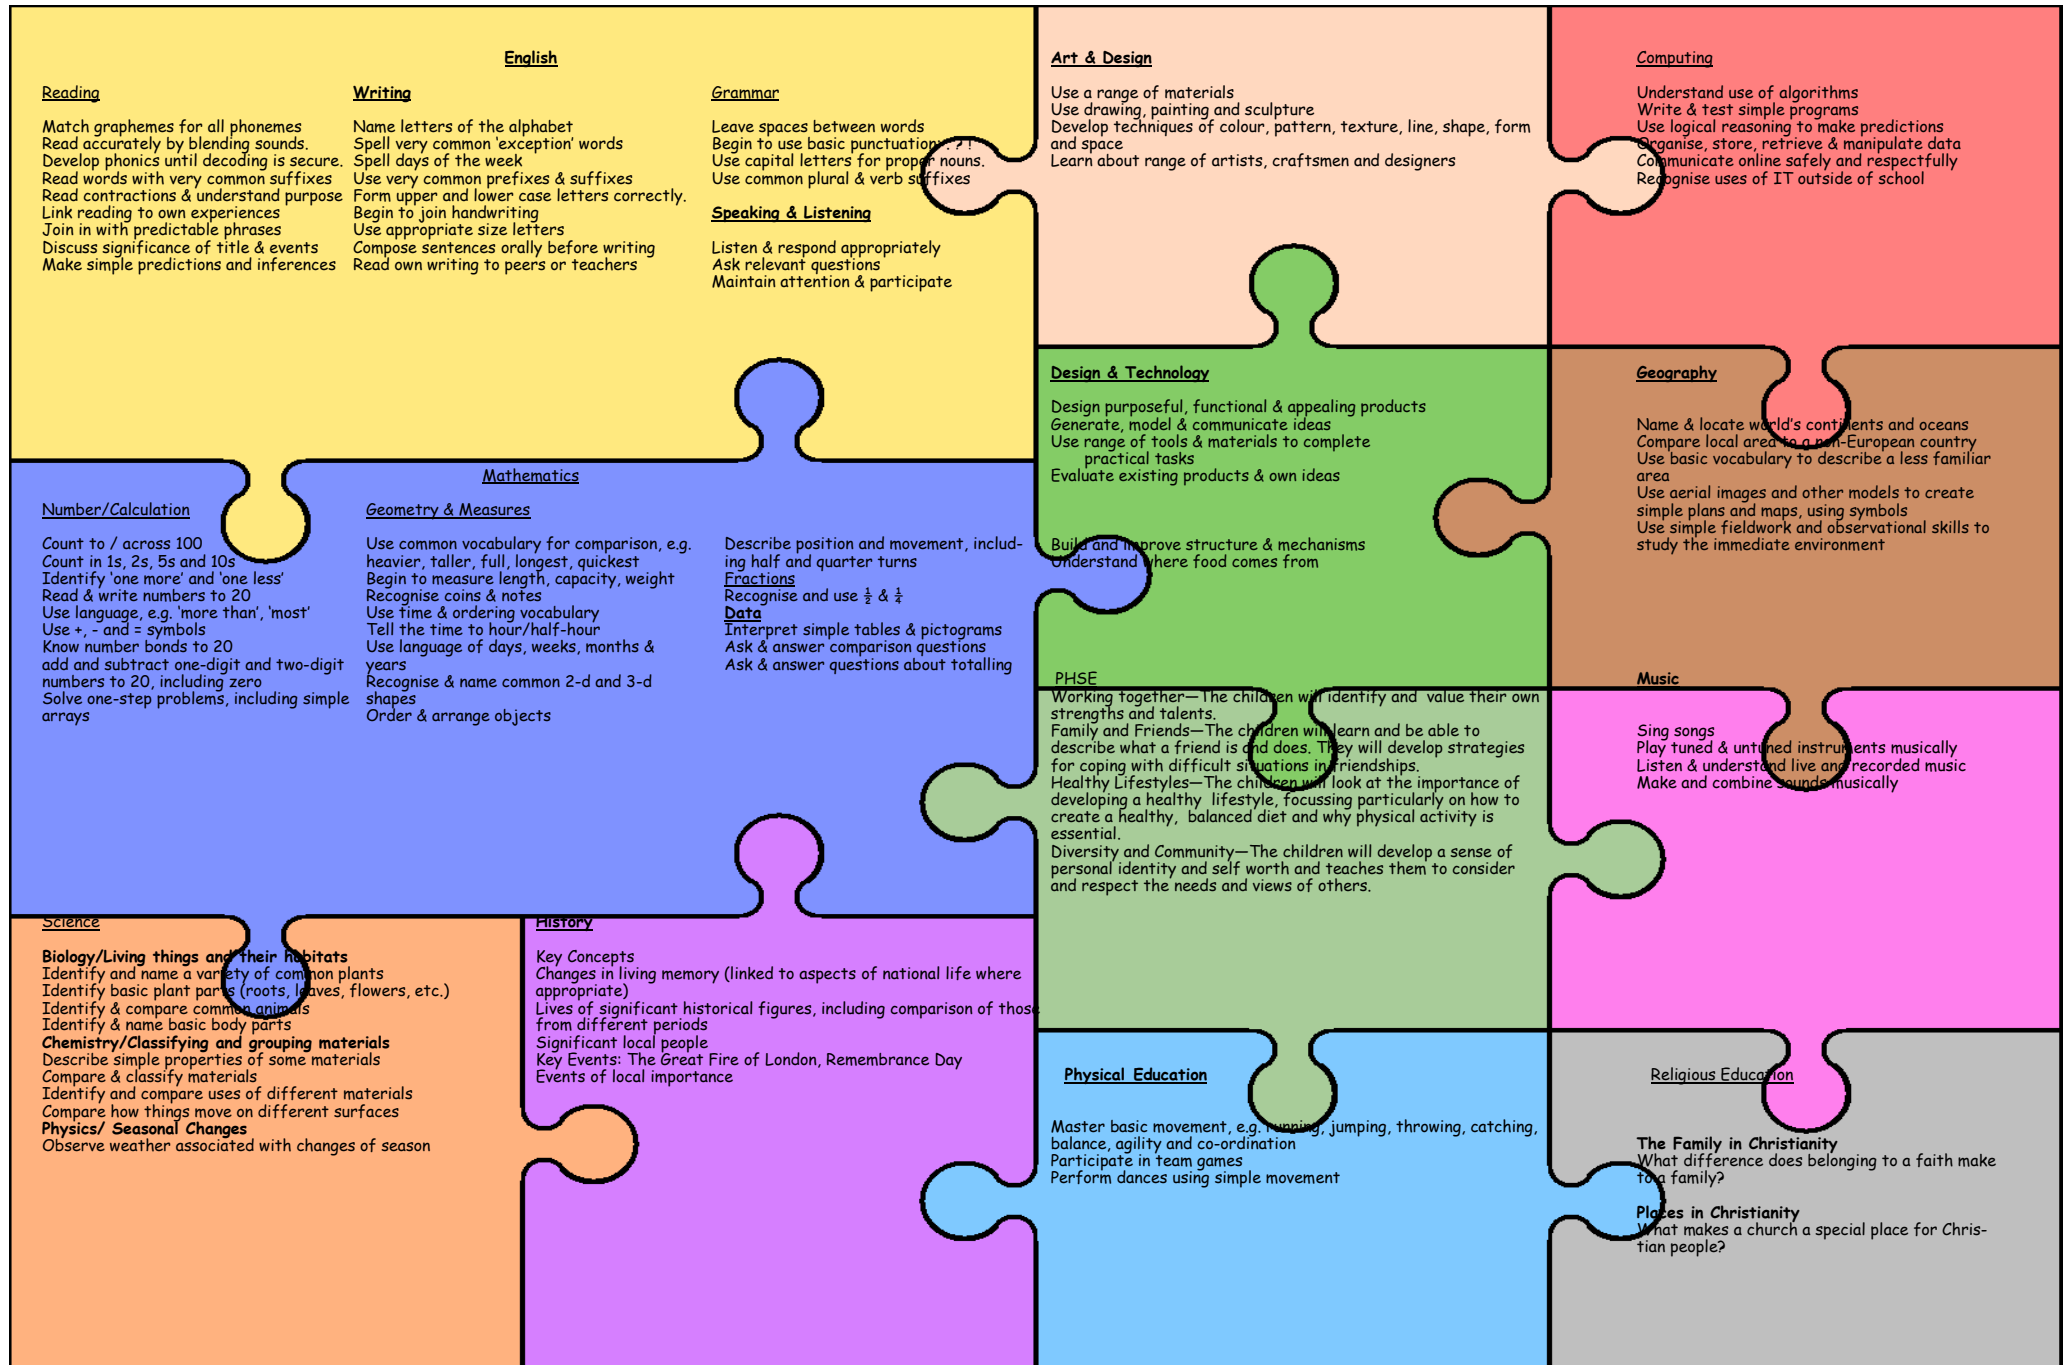 English
Reading
Match graphemes for all phonemes
Read accurately by blending sounds.
Develop phonics until decoding is secure.
Read words with very common suffixes
Read contractions & understand purpose
Link reading to own experiences
Join in with predictable phrases
Discuss significance of title & events
Make simple predictions and inferences
Writing
Name letters of the alphabet
Spell very common ‘exception’ words
Spell days of the week
Use very common prefixes & suffixes
Form upper and lower case letters correctly.
Begin to join handwriting
Use appropriate size letters
Compose sentences orally before writing
Read own writing to peers or teachers
Grammar
Leave spaces between words
Begin to use basic punctuation: . ? !
Use capital letters for proper nouns.
Use common plural & verb suffixes
Speaking & Listening
Listen & respond appropriately
Ask relevant questions
Maintain attention & participate
Art & Design
Use a range of materials
Use drawing, painting and sculpture
Develop techniques of colour, pattern, texture, line, shape, form
and space
Learn about range of artists, craftsmen and designers
Computing
Understand use of algorithms
Write & test simple programs
Use logical reasoning to make predictions
Organise, store, retrieve & manipulate data
Communicate online safely and respectfully
Recognise uses of IT outside of school
Mathematics
Number/Calculation
Count to / across 100
Count in 1s, 2s, 5s and 10s
Identify ‘one more’ and ‘one less’
Read & write numbers to 20
Use language, e.g. ‘more than’, ‘most’
Use +, - and = symbols
Know number bonds to 20
add and subtract one-digit and two-digit
numbers to 20, including zero
Solve one-step problems, including simple
arrays
Geometry & Measures
Use common vocabulary for comparison, e.g.
heavier, taller, full, longest, quickest
Begin to measure length, capacity, weight
Recognise coins & notes
Use time & ordering vocabulary
Tell the time to hour/half-hour
Use language of days, weeks, months &
years
Recognise & name common 2-d and 3-d
shapes
Order & arrange objects
Describe position and movement, includ-
ing half and quarter turns
Fractions
Recognise and use ½ & ¼
Data
Interpret simple tables & pictograms
Ask & answer comparison questions
Ask & answer questions about totalling
Design & Technology
Design purposeful, functional & appealing products
Generate, model & communicate ideas
Use range of tools & materials to complete
practical tasks
Evaluate existing products & own ideas
Build and improve structure & mechanisms
Understand where food comes from
Geography
Name & locate world’s continents and oceans
Compare local area to a non-European country
Use basic vocabulary to describe a less familiar
area
Use aerial images and other models to create
simple plans and maps, using symbols
Use simple fieldwork and observational skills to
study the immediate environment
PHSE
Working together—The children will identify and value their own
strengths and talents.
Family and Friends—The children will learn and be able to
describe what a friend is and does. They will develop strategies
for coping with difficult situations in friendships.
Healthy Lifestyles—The children will look at the importance of
developing a healthy lifestyle, focussing particularly on how to
create a healthy, balanced diet and why physical activity is
essential.
Diversity and Community—The children will develop a sense of
personal identity and self worth and teaches them to consider
and respect the needs and views of others.
Music
Sing songs
Play tuned & untuned instruments musically
Listen & understand live and recorded music
Make and combine sounds musically
Science
Biology/Living things and their habitats
Identify and name a variety of common plants
Identify basic plant parts (roots, leaves, flowers, etc.)
Identify & compare common animals
Identify & name basic body parts
Chemistry/Classifying and grouping materials
Describe simple properties of some materials
Compare & classify materials
Identify and compare uses of different materials
Compare how things move on different surfaces
Physics/ Seasonal Changes
Observe weather associated with changes of season
History
Key Concepts
Changes in living memory (linked to aspects of national life where
appropriate)
Lives of significant historical figures, including comparison of those
from different periods
Significant local people
Key Events: The Great Fire of London, Remembrance Day
Events of local importance
Physical Education
Master basic movement, e.g. running, jumping, throwing, catching,
balance, agility and co-ordination
Participate in team games
Perform dances using simple movement
Religious Education
The Family in Christianity
What difference does belonging to a faith make
to a family?
Places in Christianity
What makes a church a special place for Chris-
tian people?